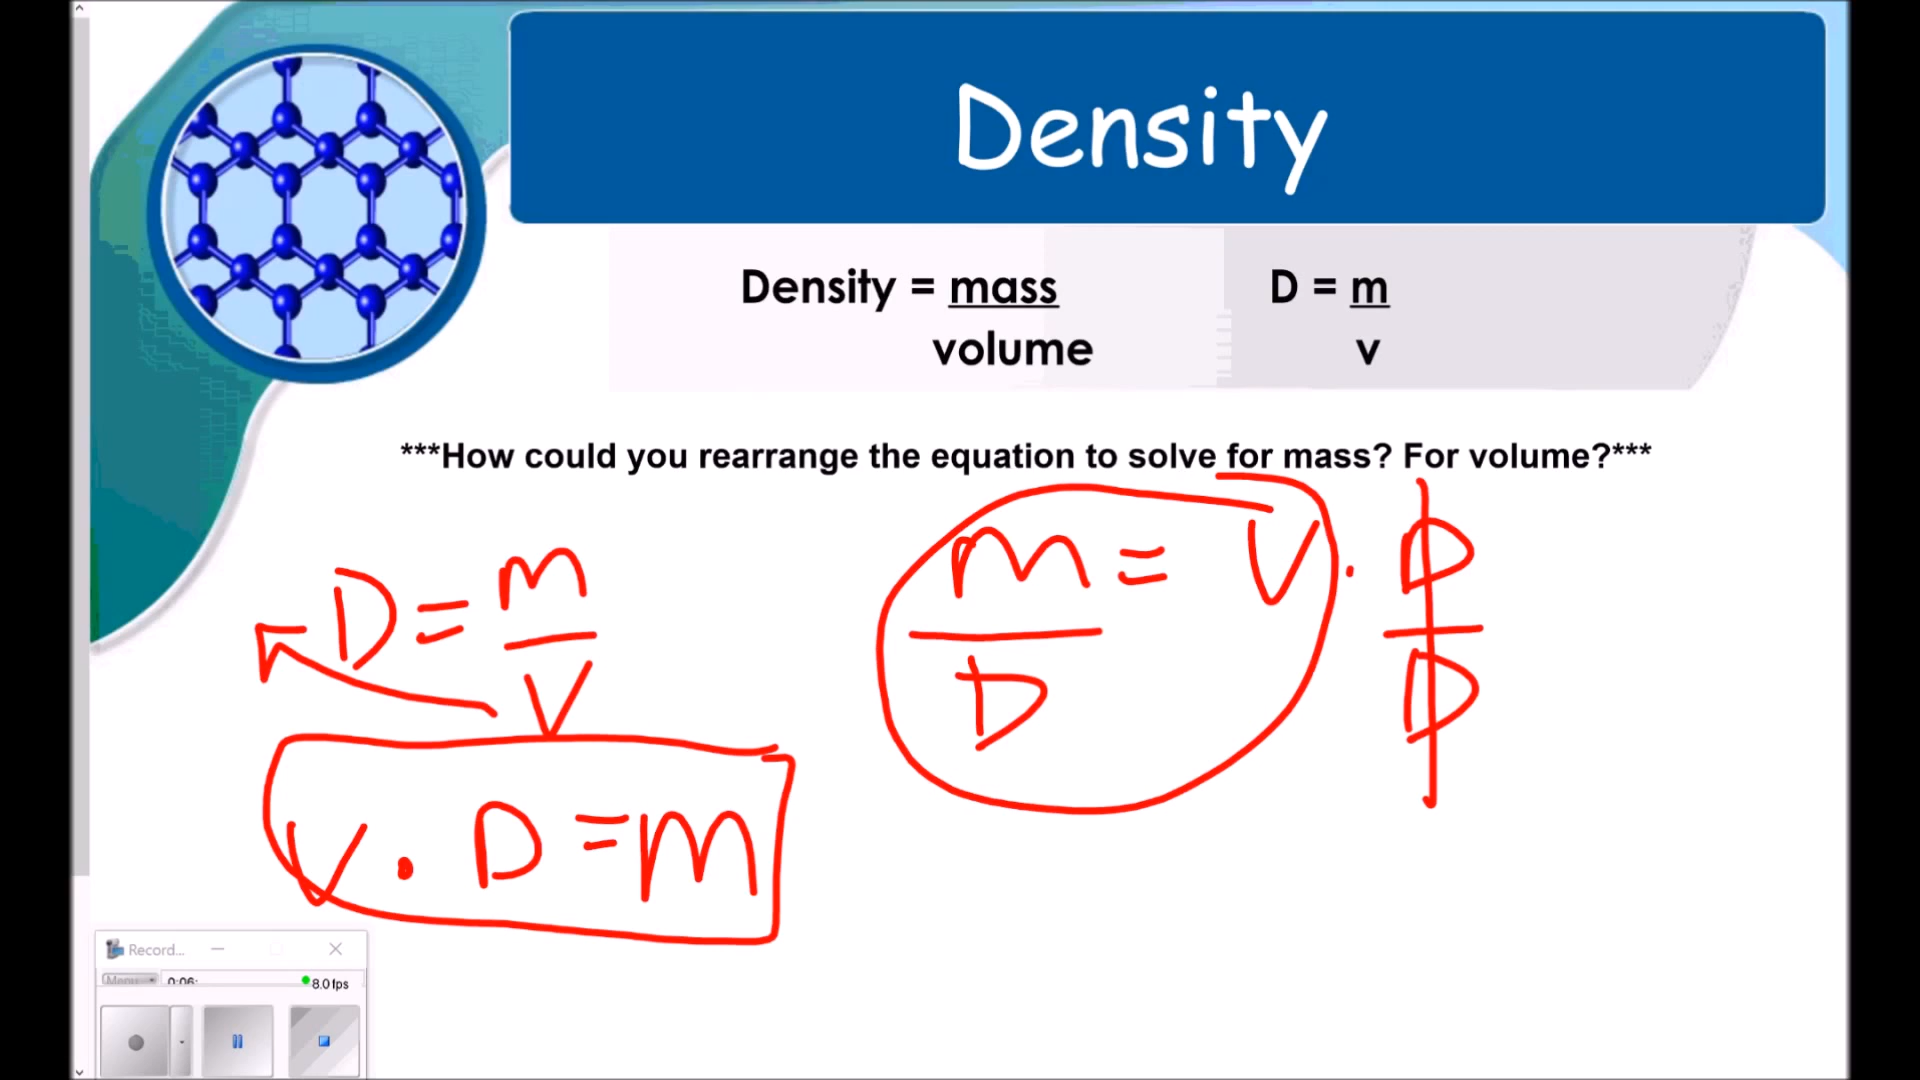 Density
Density = mass
volume
D = m
v
***How could you rearrange the equation to solve for mass? For volume?***
D = m
V
V . D = m
m = V . D
D D
Record...
Menu
0:06:
8.0 fps